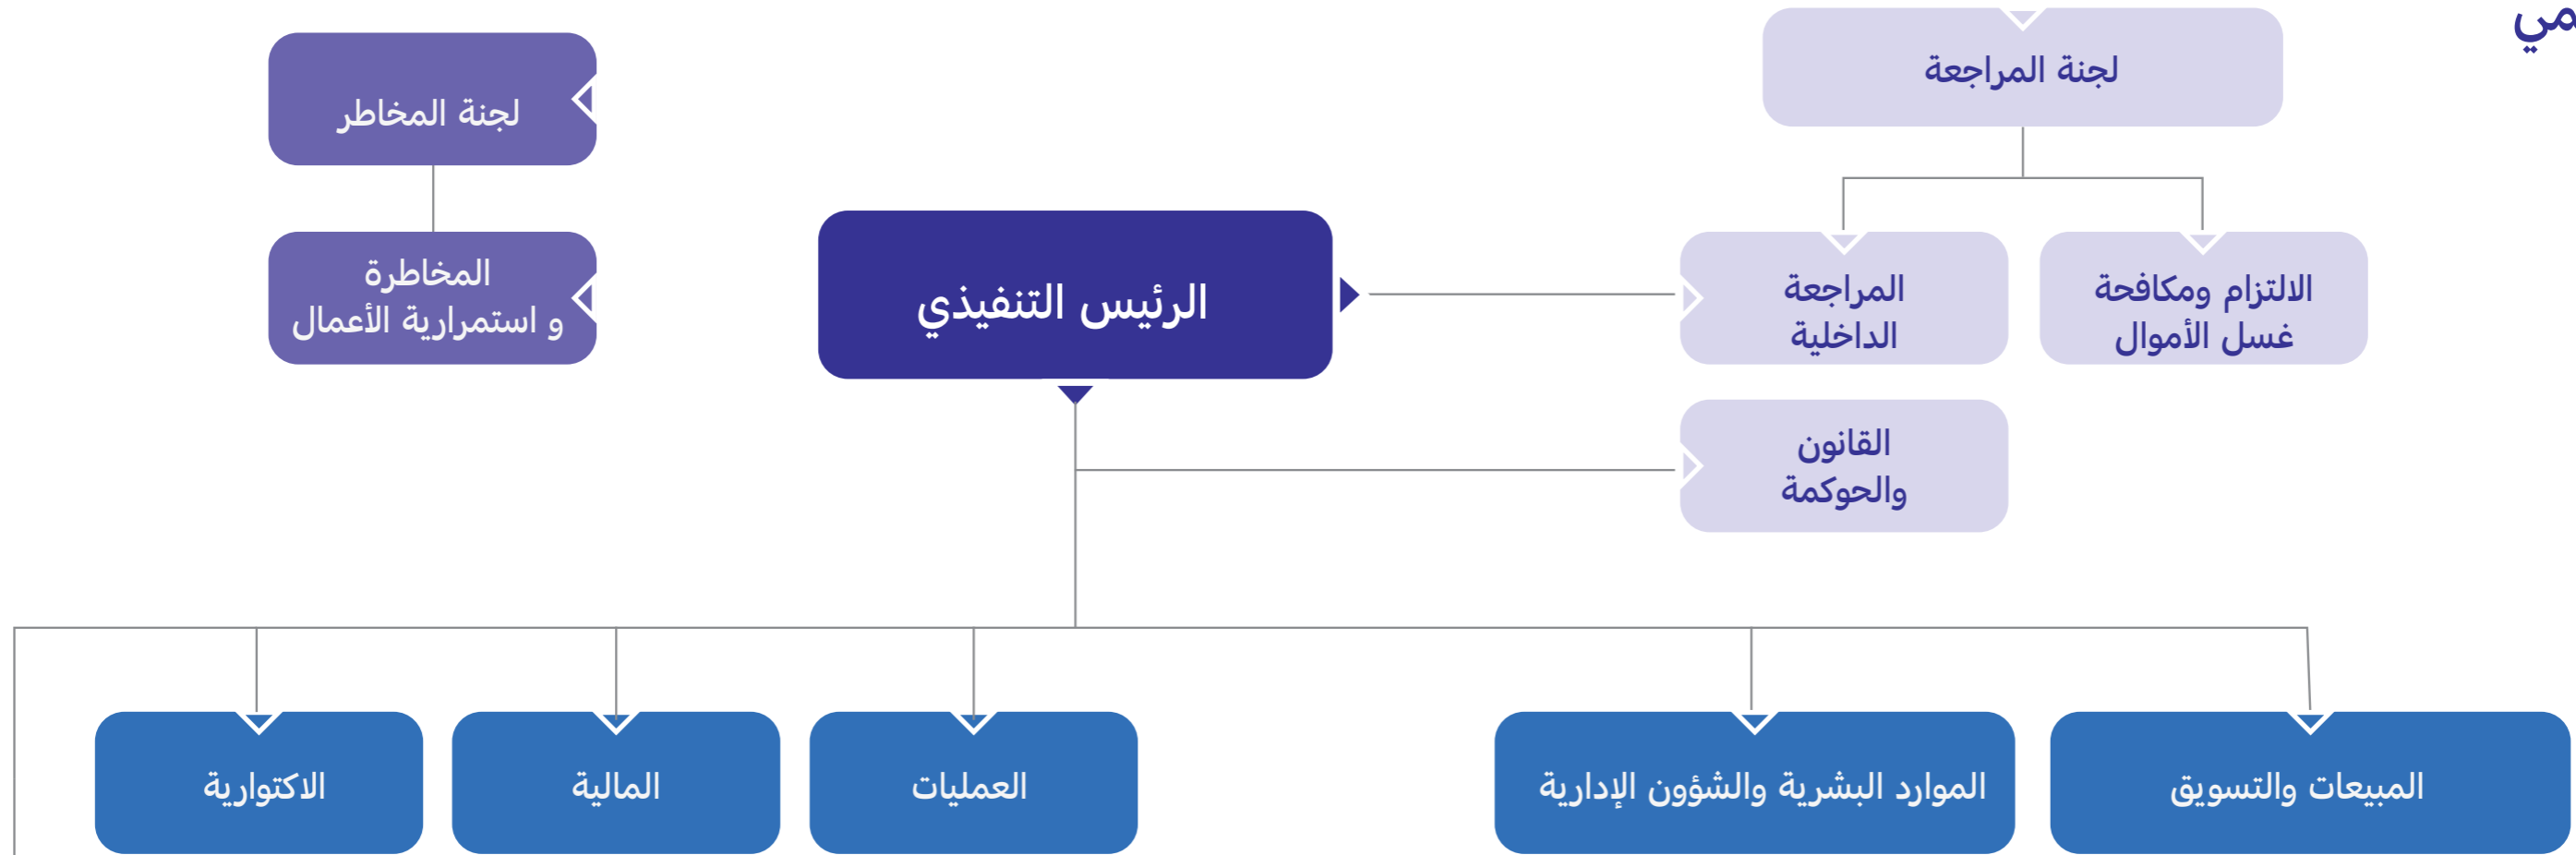 لجنة المراجعة
لجنة المخاطر
الالتزام ومكافحة
غسل الأموال
المراجعة
الداخلية
الرئيس التنفيذي
المخاطرة
و استمرارية الأعمال
القانون
والحوكمة
المبيعات والتسويق
الموارد البشرية والشؤون الإدارية
العمليات
المالية
الاكتوارية